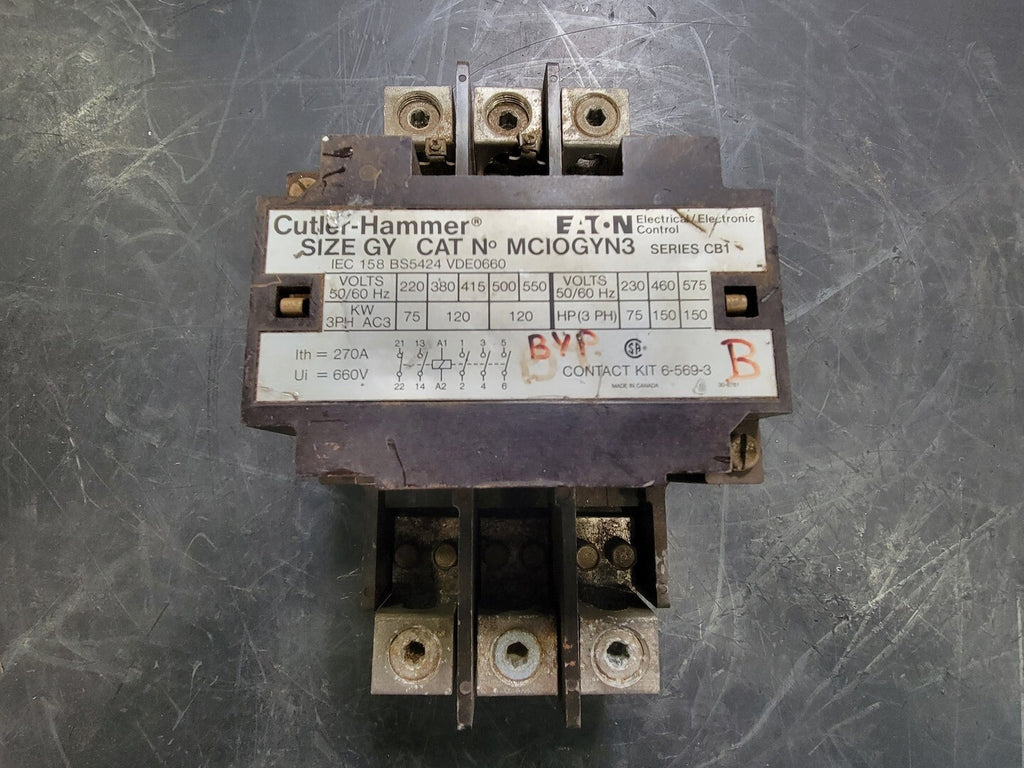 Cutler-Hammer® EATON Electrical/Electronic
Control
SIZE GY CAT No MC10GYN3 SERIES CB1
IEC 158 BS5424 VDE0660
VOLTS 50/60 Hz 220 380 415 500 550 VOLTS 50/60 Hz 230 460 575
KW 3PH AC3 75 120 120 HP(3 PH) 75 150 150
21 13 A1 1 3 5
BYP.
Ith = 270A
SA ®
B
B
Ui = 660V
CONTACT KIT 6-569-3
22 14 A2 2 4 6
MADE IN CANADA